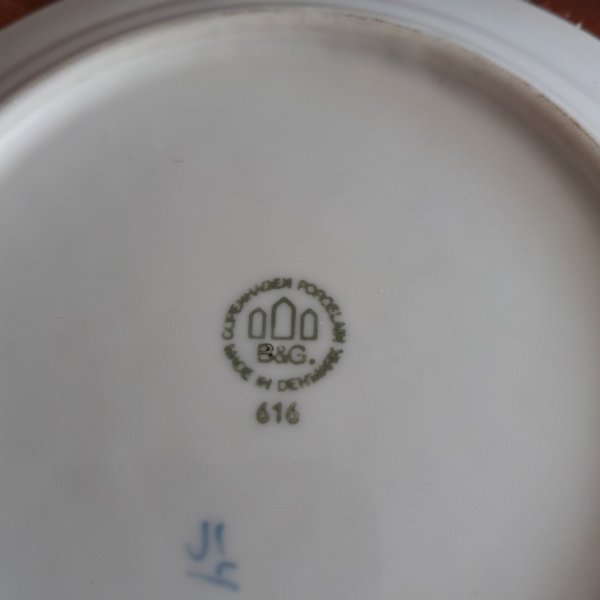 COPENHAGEN PORCELAIN
B&G.
MADE IN DENMARK
616